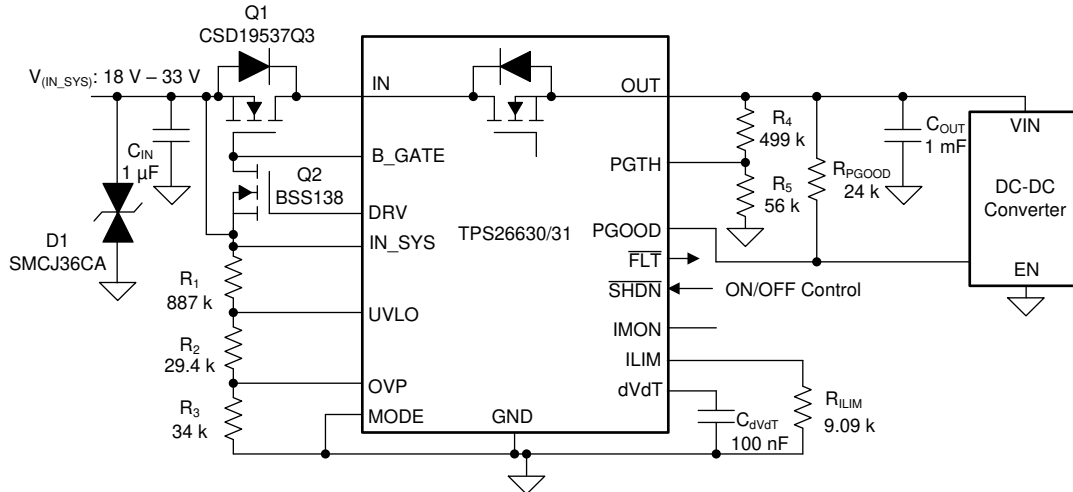 Q1
CSD19537Q3
V(IN_SYS): 18 V – 33 V
IN
OUT
CIN
1 µF
B_GATE
Q2
BSS138
DRV
IN_SYS
D1
SMCJ36CA
R1
887 k
UVLO
R2
29.4 k
OVP
R3
34 k
MODE
GND
TPS26630/31
PGTH
PGOOD
FLT
SHDN
ON/OFF Control
IMON
ILIM
dVdT
R4
499 k
R5
56 k
RPGOOD
24 k
COUT
1 mF
VIN
DC-DC
Converter
EN
CdVdT
100 nF
RILIM
9.09 k